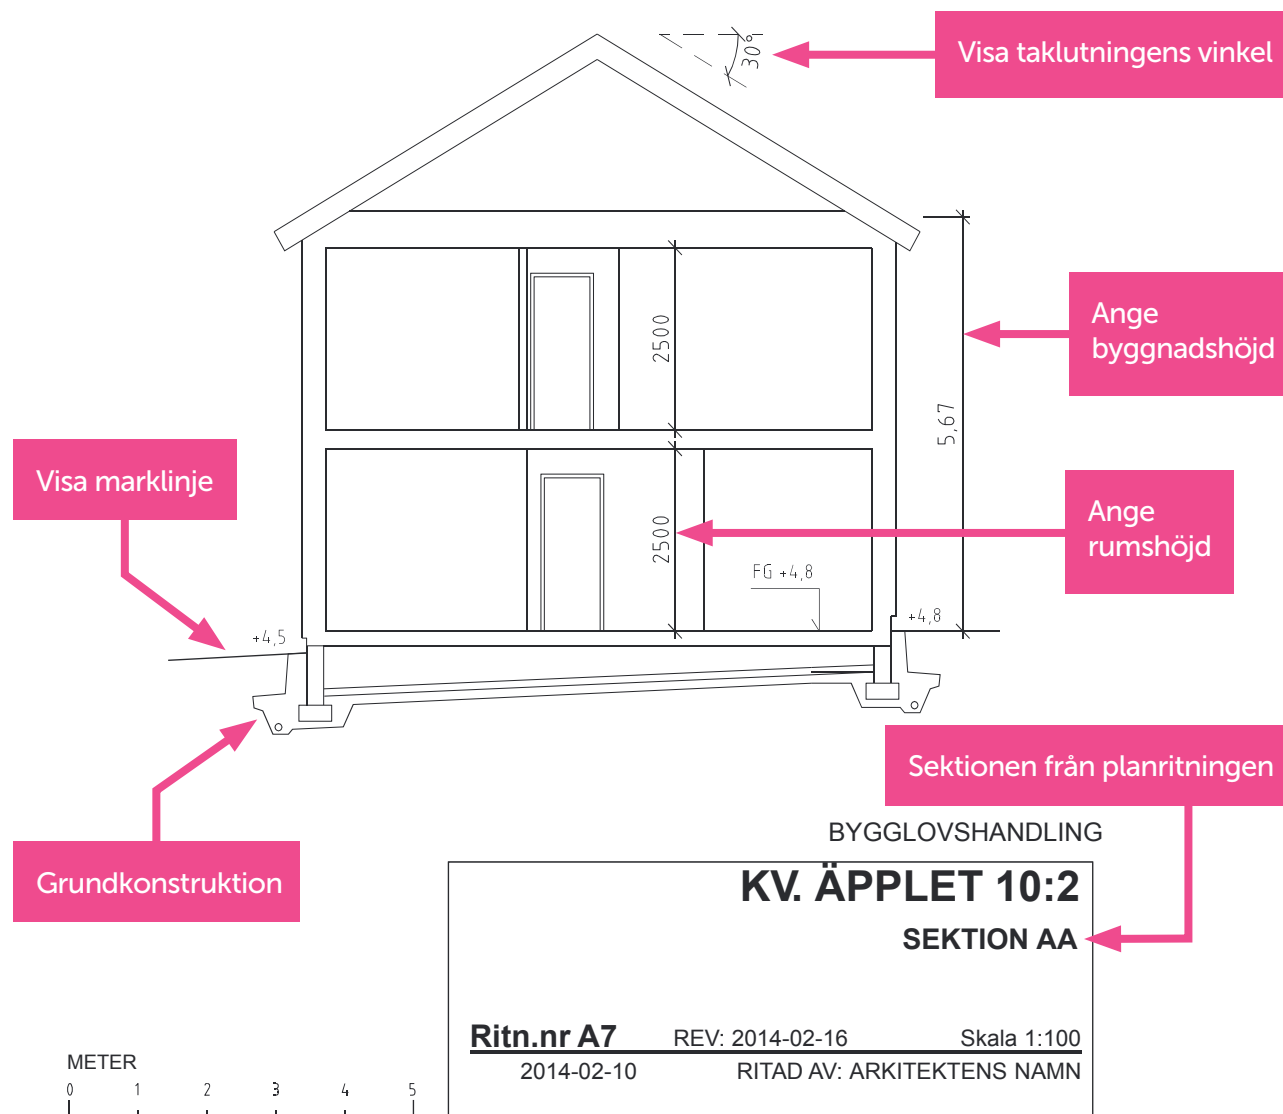 Visa taklutningens vinkel
30°
Ange
byggnadshöjd
2500
5,67
Visa marklinje
Ange
rumshöjd
2500
FG +4,8
+4,8
+4,5
Sektionen från planritningen
BYGGLOVSHANDLING
Grundkonstruktion
KV. ÄPPLET 10:2
SEKTION AA
Ritn.nr A7 REV: 2014-02-16 Skala 1:100
2014-02-10 RITAD AV: ARKITEKTENS NAMN
METER
0 1 2 3 4 5